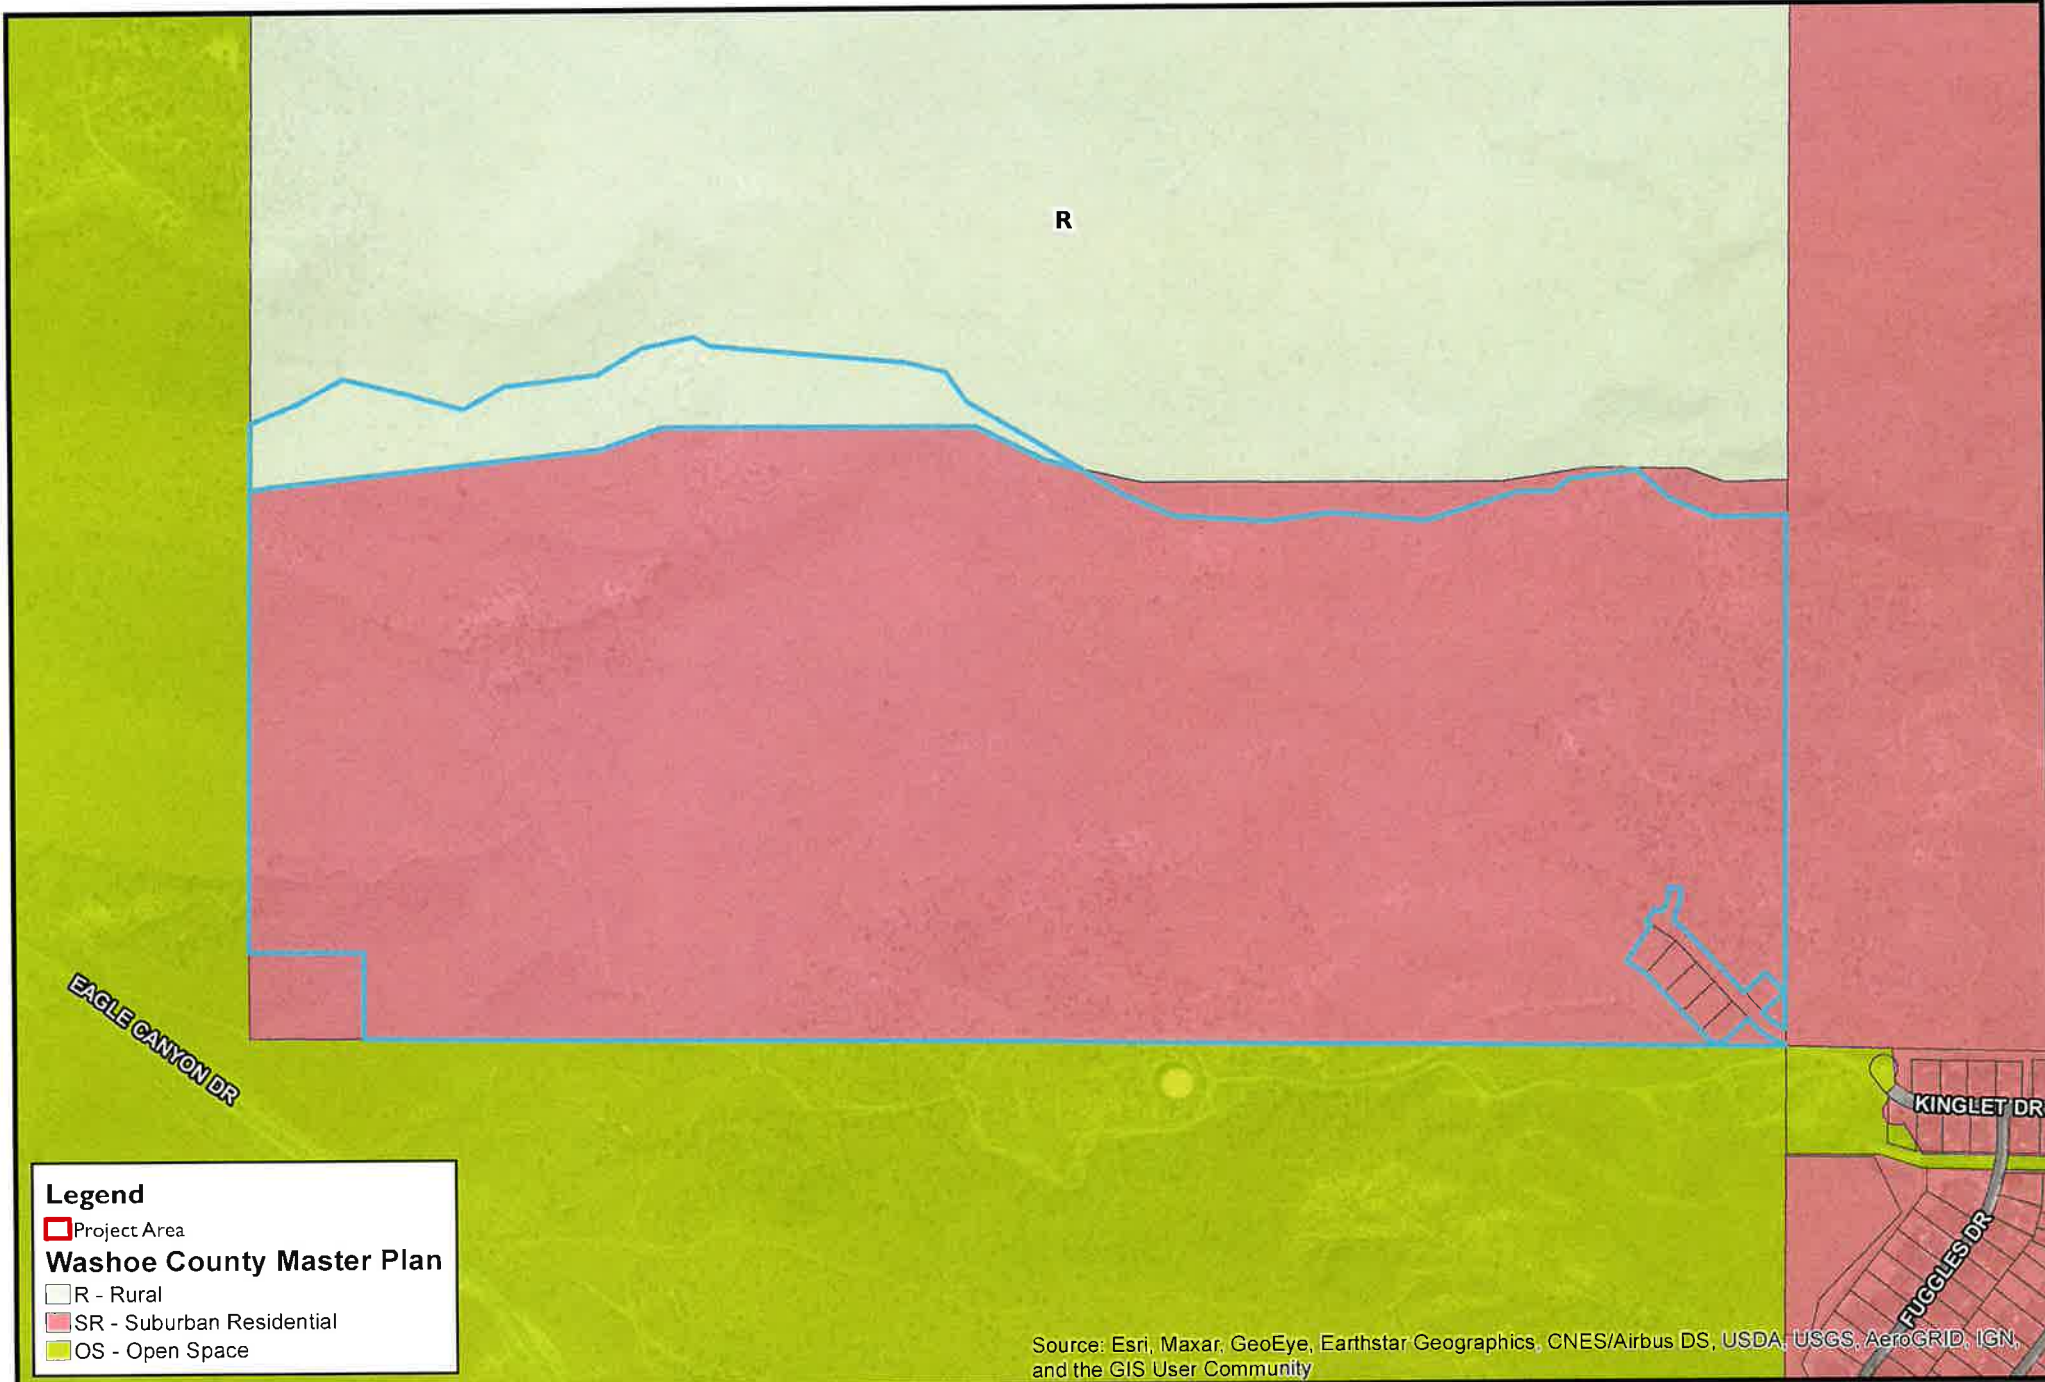 R
EAGLE CANYON DR
KINGLET DR
FUGGLES DR
Legend
Project Area
Washoe County Master Plan
R - Rural
SR - Suburban Residential
OS - Open Space
Source: Esri, Maxar, GeoEye, Earthstar Geographics, CNES/Airbus DS, USDA, USGS, AeroGRID, IGN,
and the GIS User Community